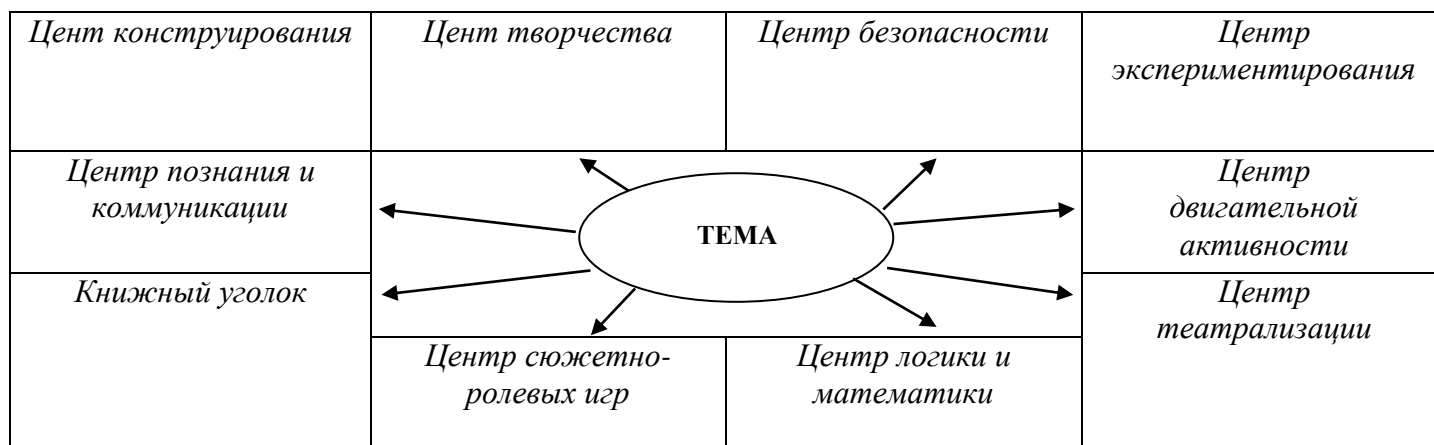 Цент конструирования
Цент творчества
Центр безопасности
Центр
экспериментирования
Центр познания и
коммуникации
ТЕМА
Центр
двигательной
активности
Книжный уголок
Центр
театрализации
Центр сюжетно-
ролевых игр
Центр логики и
математики